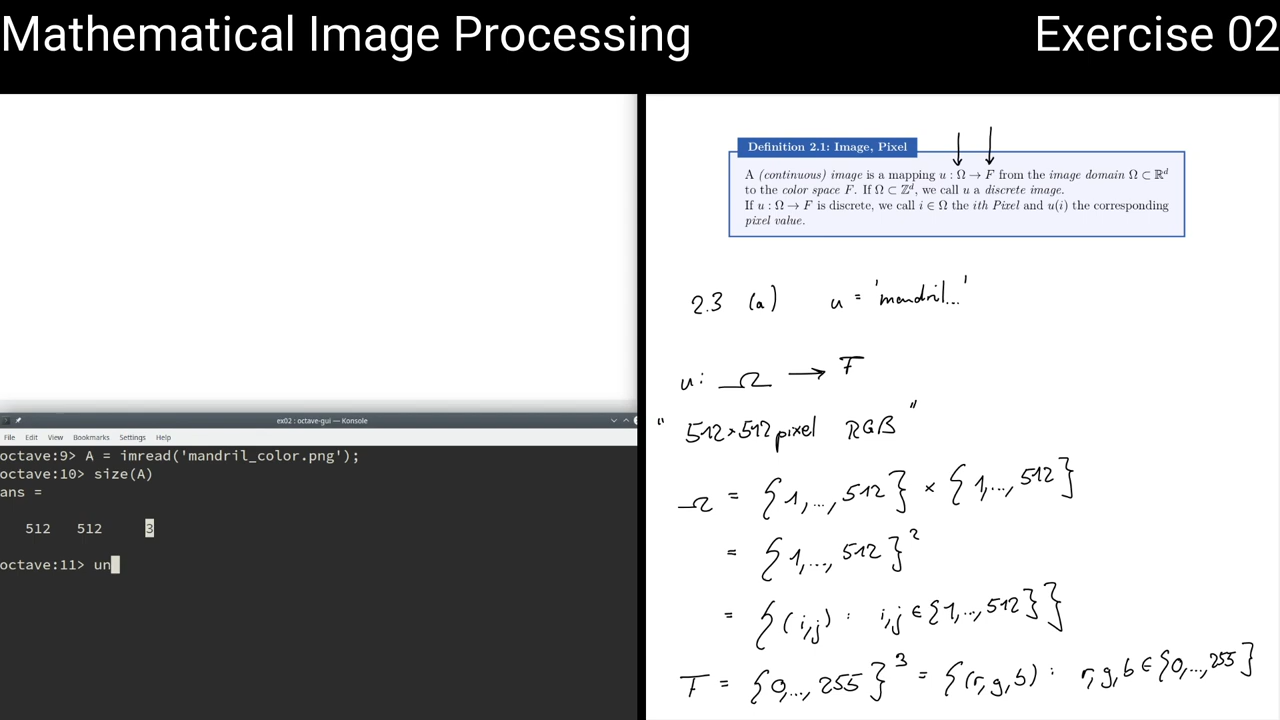 Mathematical Image Processing Exercise 02
ex02 : octave-gui — Konsole
File Edit View Bookmarks Settings Help
octave:9> A = imread('mandril_color.png');
octave:10> size(A)
ans =
512 512 3
octave:11> un
Definition 2.1: Image, Pixel
A (continuous) image is a mapping u : Ω → F from the image domain Ω ⊂ ℝᵈ
to the color space F. If Ω ⊂ ℤᵈ, we call u a discrete image.
If u : Ω → F is discrete, we call i ∈ Ω the ith Pixel and u(i) the corresponding
pixel value.
2.3 (a) u = 'mandril...'
u: Ω → F
" 512×512 pixel RGB "
Ω = {1,..., 512} × {1,..., 512}
= {1,..., 512}²
= {(i,j) : i,j ∈ {1,..., 512}}
F = {0,..., 255}³ = {(r,g,b) : r,g,b ∈ {0,..., 255}